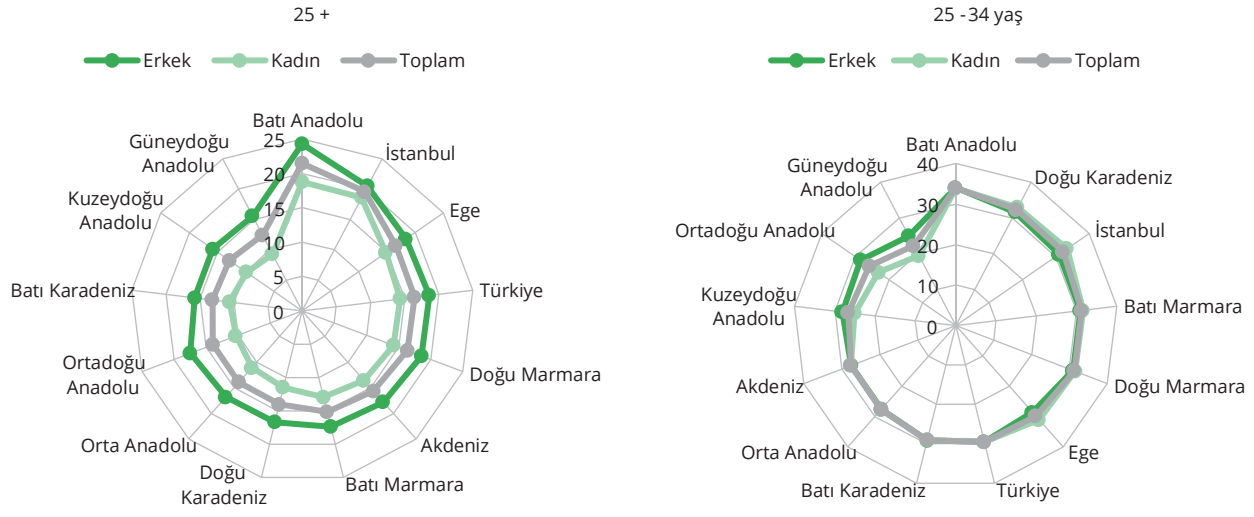 25 +
Erkek
Kadın
Toplam
Batı Anadolu
İstanbul
Ege
Türkiye
Doğu Marmara
Akdeniz
Batı Marmara
Doğu
Karadeniz
Orta Anadolu
Ortadoğu
Anadolu
Batı Karadeniz
Kuzeydoğu
Anadolu
Güneydoğu
Anadolu
25
20
15
10
5
0
25 -34 yaş
Erkek
Kadın
Toplam
Batı Anadolu
Doğu Karadeniz
İstanbul
Batı Marmara
Doğu Marmara
Ege
Türkiye
Batı Karadeniz
Orta Anadolu
Akdeniz
Kuzeydoğu
Anadolu
Ortadoğu Anadolu
Güneydoğu
Anadolu
40
30
20
10
0